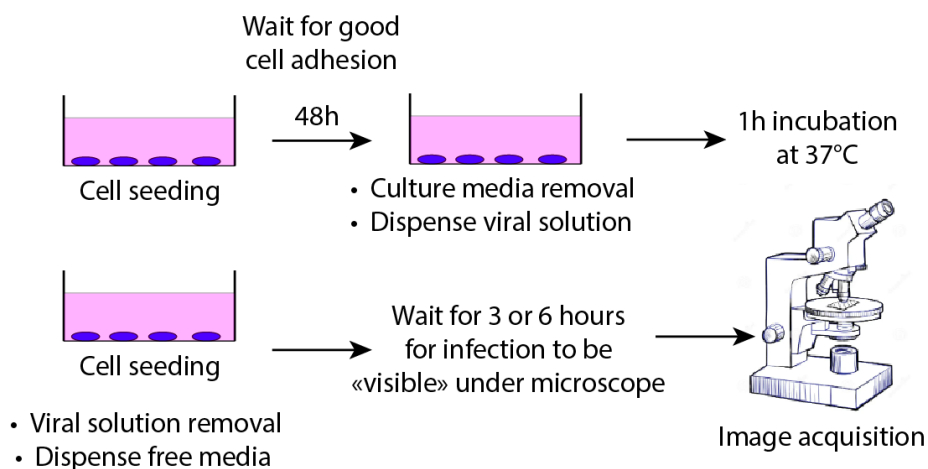 Wait for good
cell adhesion
48h
1h incubation
at 37°C
Cell seeding
• Culture media removal
• Dispense viral solution
Wait for 3 or 6 hours
for infection to be
«visible» under microscope
Cell seeding
• Viral solution removal
• Dispense free media
Image acquisition